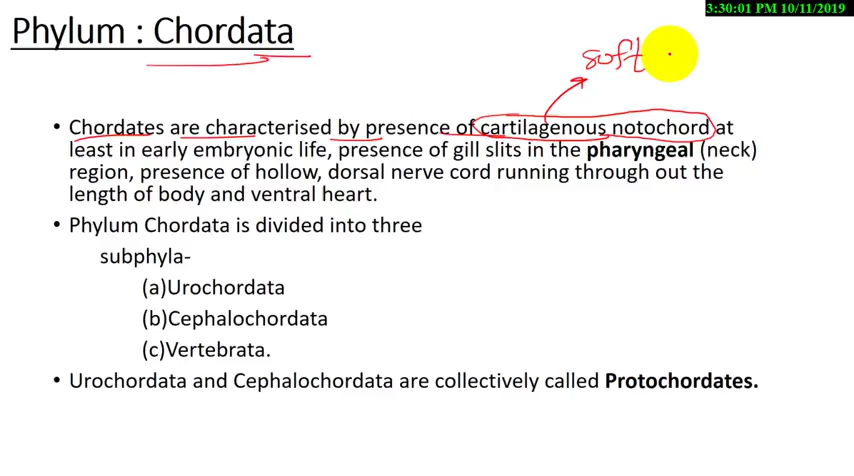 3:30:01 PM 10/11/2019
Phylum : Chordata
soft
• Chordates are characterised by presence of cartilagenous notochord at
least in early embryonic life, presence of gill slits in the pharyngeal (neck)
region, presence of hollow, dorsal nerve cord running through out the
length of body and ventral heart.
• Phylum Chordata is divided into three
subphyla-
(a)Urochordata
(b)Cephalochordata
(c)Vertebrata.
• Urochordata and Cephalochordata are collectively called Protochordates.